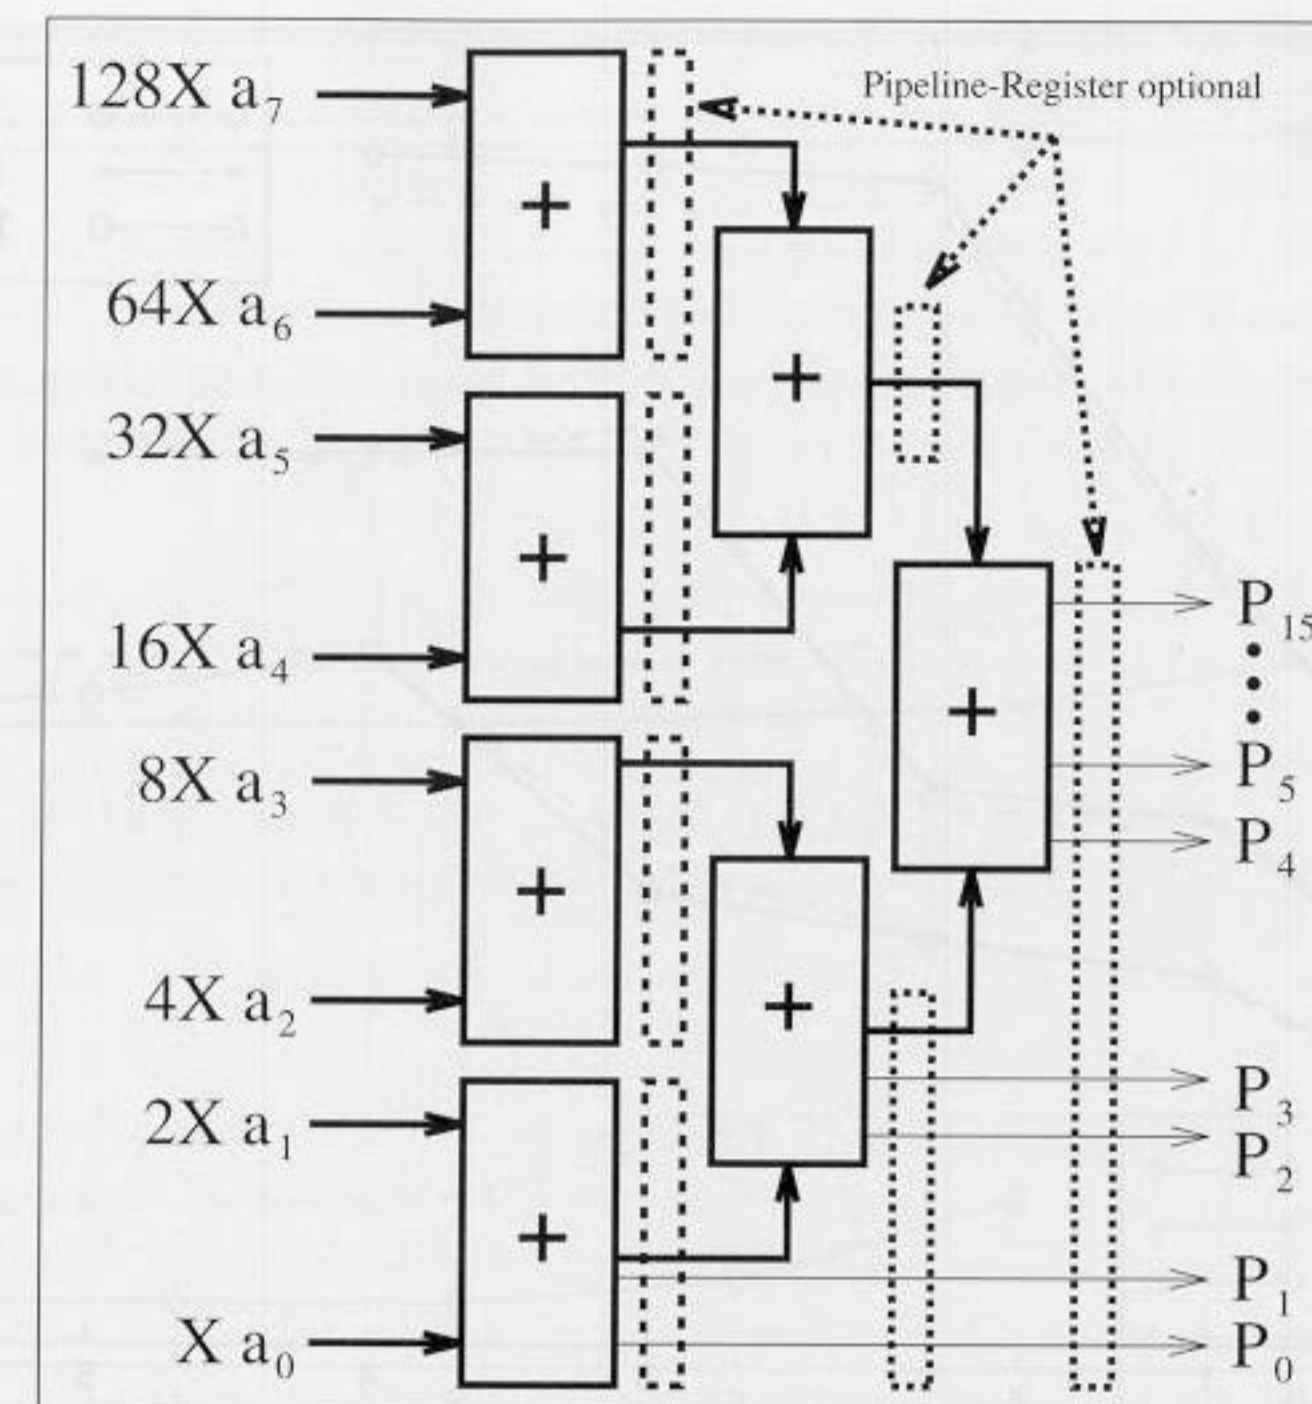 128X a₇
Pipeline-Register optional
+
64X a₆
+
32X a₅
+
16X a₄
+
P₁₅
8X a₃
P₅
P₄
+
4X a₂
+
P₃
2X a₁
P₂
+
P₁
X a₀
P₀